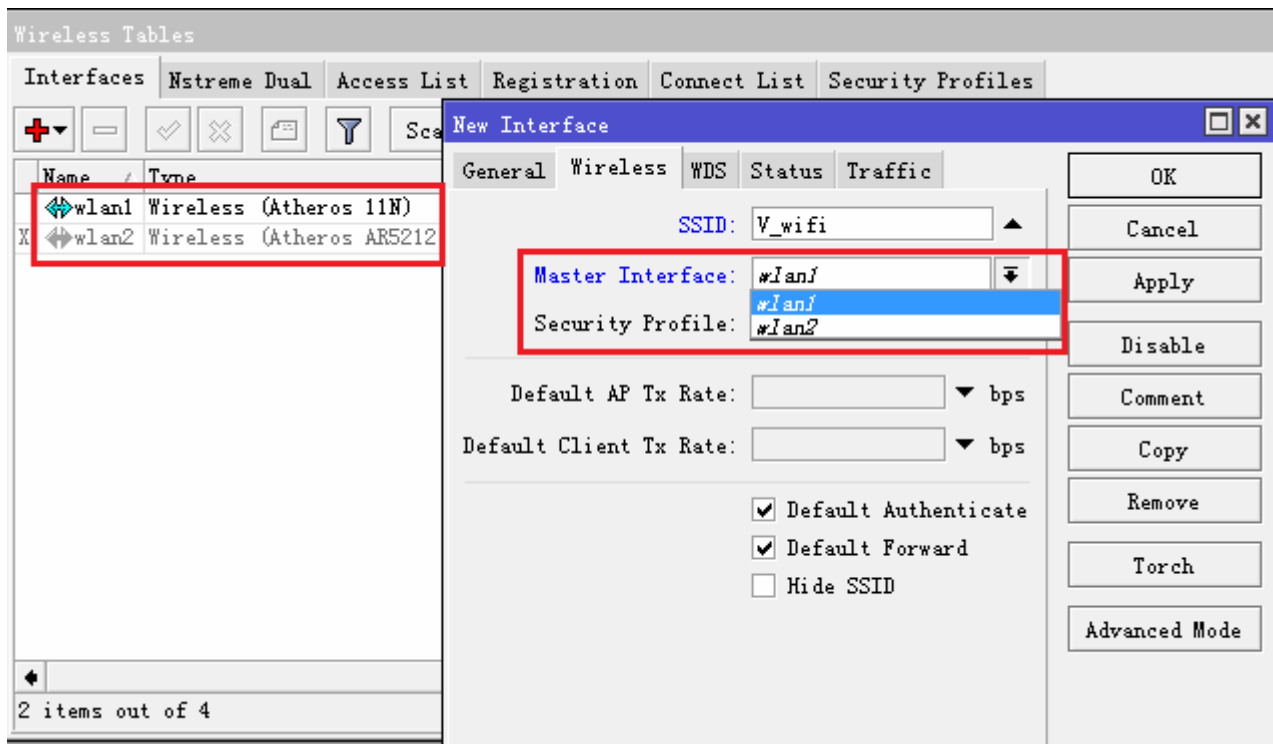 Wireless Tables
Interfaces Nstreme Dual Access List Registration Connect List Security Profiles
Name Type
wlan1 Wireless (Atheros 11N)
X wlan2 Wireless (Atheros AR5212
2 items out of 4
New Interface
General Wireless WDS Status Traffic
SSID: V_wifi
Master Interface: wlan1
wlan1
Security Profile: wlan2
Default AP Tx Rate: bps
Default Client Tx Rate: bps
Default Authenticate
Default Forward
Hide SSID
OK
Cancel
Apply
Disable
Comment
Copy
Remove
Torch
Advanced Mode